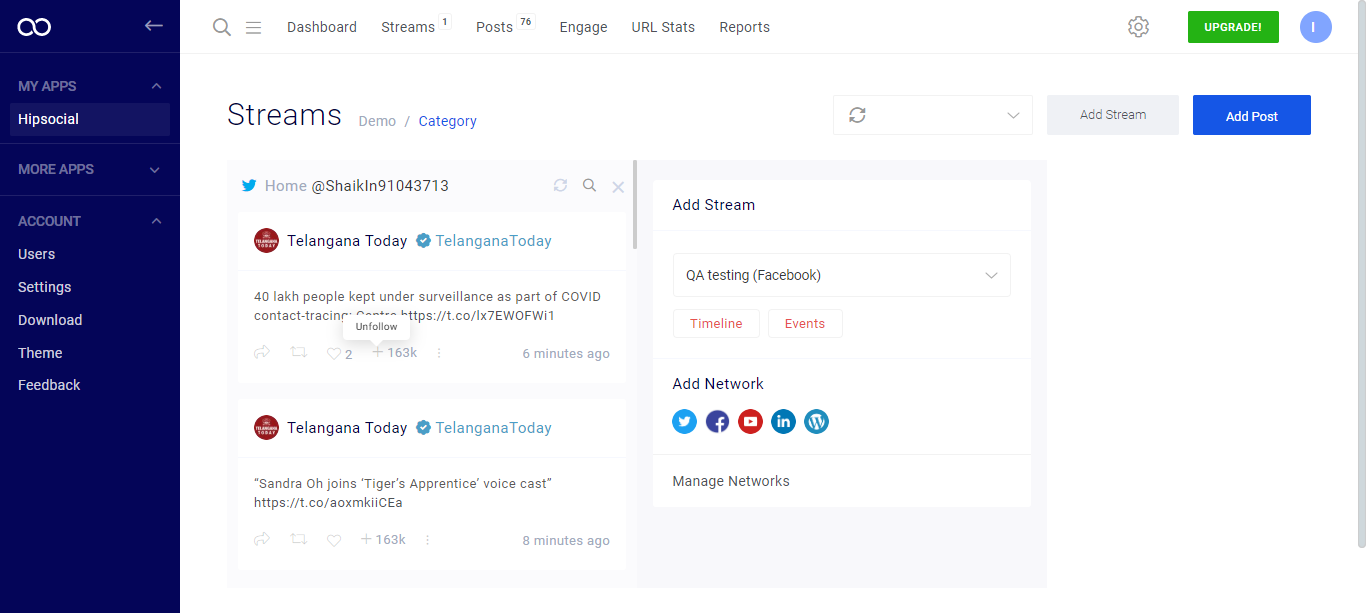 Dashboard
Streams 1
Posts 76
Engage
URL Stats
Reports
UPGRADE!
I
MY APPS
Hipsocial
MORE APPS
ACCOUNT
Users
Settings
Download
Theme
Feedback
Streams
Demo / Category
Add Stream
Add Post
Home @ShaikIn91043713
Telangana Today TelanganaToday
40 lakh people kept under surveillance as part of COVID
contact-tracing: Centre https://t.co/lx7EWOFWi1
Unfollow
2
163k
6 minutes ago
TELANGANA
TODAY
Telangana Today TelanganaToday
“Sandra Oh joins ‘Tiger’s Apprentice’ voice cast”
https://t.co/aoxmkiiCEa
163k
8 minutes ago
TELANGANA
TODAY
Add Stream
QA testing (Facebook)
Timeline
Events
Add Network
Manage Networks